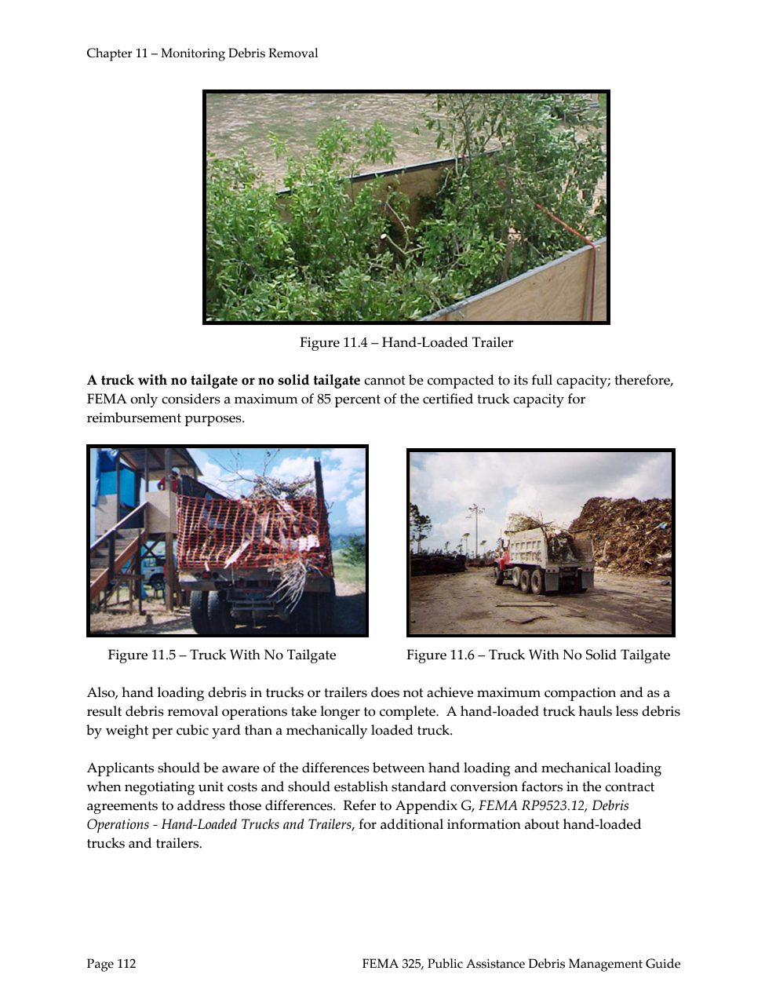 Chapter 11 – Monitoring Debris Removal
Figure 11.4 – Hand-Loaded Trailer
A truck with no tailgate or no solid tailgate cannot be compacted to its full capacity; therefore,
FEMA only considers a maximum of 85 percent of the certified truck capacity for
reimbursement purposes.
Figure 11.5 – Truck With No Tailgate
Figure 11.6 – Truck With No Solid Tailgate
Also, hand loading debris in trucks or trailers does not achieve maximum compaction and as a
result debris removal operations take longer to complete.  A hand-loaded truck hauls less debris
by weight per cubic yard than a mechanically loaded truck.
Applicants should be aware of the differences between hand loading and mechanical loading
when negotiating unit costs and should establish standard conversion factors in the contract
agreements to address those differences.  Refer to Appendix G, FEMA RP9523.12, Debris
Operations - Hand-Loaded Trucks and Trailers, for additional information about hand-loaded
trucks and trailers.
Page 112
FEMA 325, Public Assistance Debris Management Guide